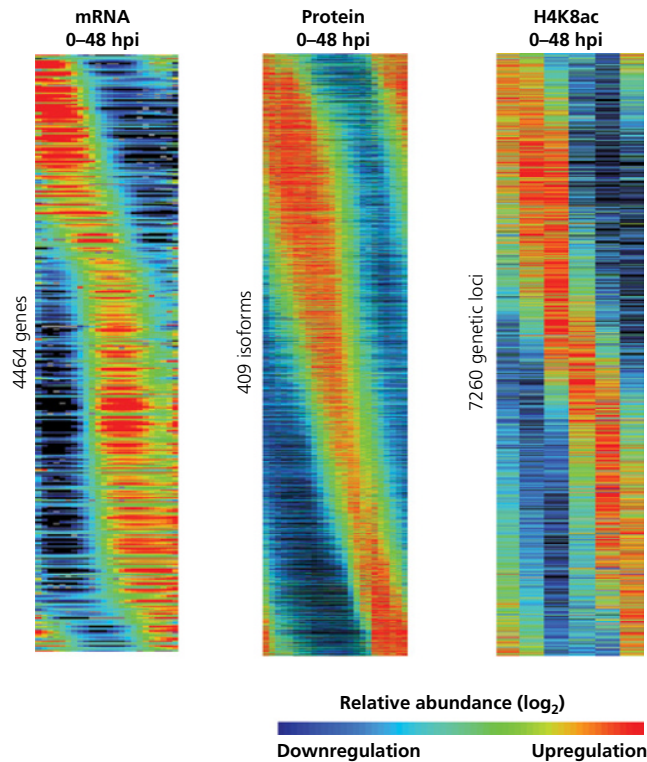 mRNA
0–48 hpi
Protein
0–48 hpi
H4K8ac
0–48 hpi
4464 genes
409 isoforms
7260 genetic loci
Relative abundance (log₂)
Downregulation
Upregulation